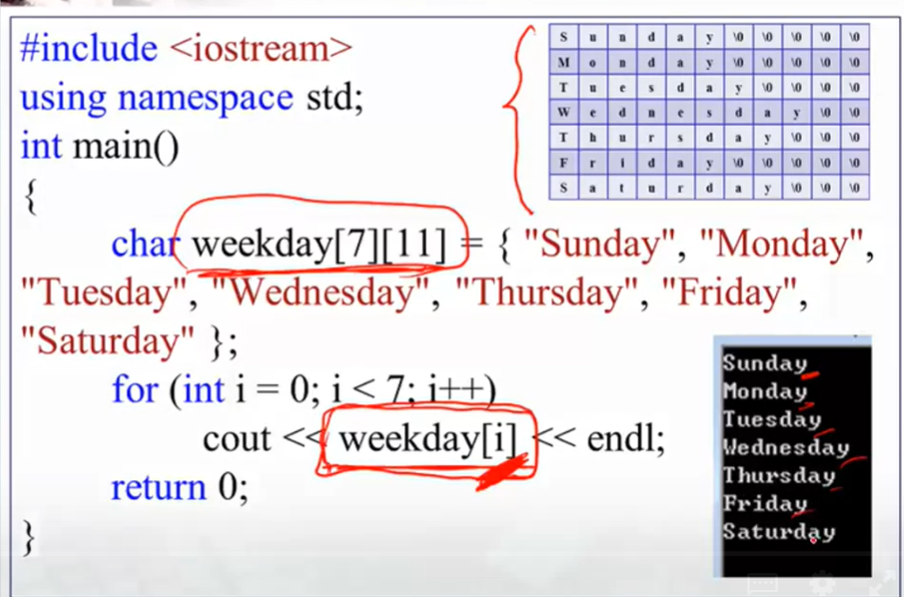 #include <iostream>
using namespace std;
int main()
{
char weekday[7][11] = { "Sunday", "Monday",
"Tuesday", "Wednesday", "Thursday", "Friday",
"Saturday" };
for (int i = 0; i < 7; i++)
cout << weekday[i] << endl;
return 0;
}
S u n d a y \0 \0 \0 \0 \0
M o n d a y \0 \0 \0 \0 \0
T u e s d a y \0 \0 \0 \0
W e d n e s d a y \0 \0
T h u r s d a y \0 \0 \0
F r i d a y \0 \0 \0 \0 \0
S a t u r d a y \0 \0 \0
Sunday
Monday
Tuesday
Wednesday
Thursday
Friday
Saturday